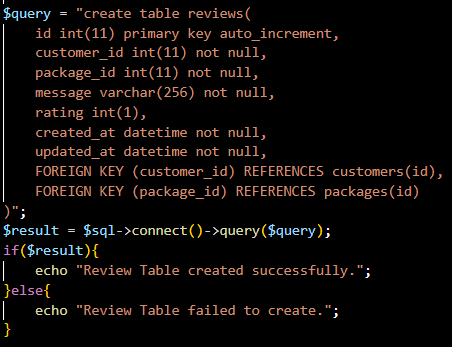 $query = "create table reviews(
    id int(11) primary key auto_increment,
    customer_id int(11) not null,
    package_id int(11) not null,
    message varchar(256) not null,
    rating int(1),
    created_at datetime not null,
    updated_at datetime not null,
    FOREIGN KEY (customer_id) REFERENCES customers(id),
    FOREIGN KEY (package_id) REFERENCES packages(id)
)";
$result = $sql->connect()->query($query);
if($result){
    echo "Review Table created successfully.";
}else{
    echo "Review Table failed to create.";
}